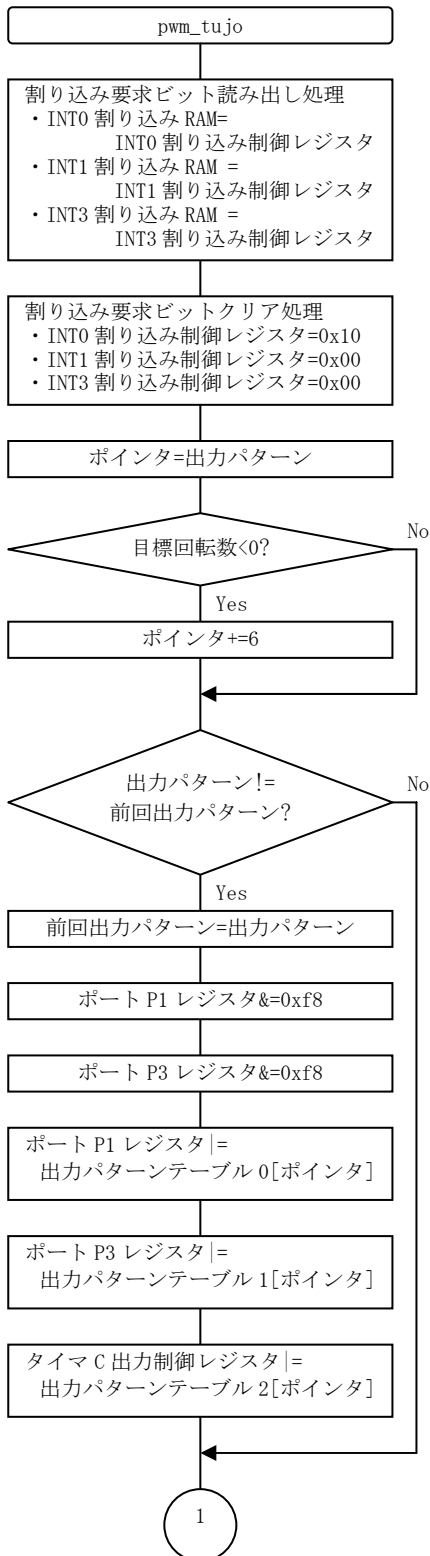 pwm_tujo
割り込み要求ビット読み出し処理
・INT0 割り込み RAM=
INT0 割り込み制御レジスタ
・INT1 割り込み RAM =
INT1 割り込み制御レジスタ
・INT3 割り込み RAM =
INT3 割り込み制御レジスタ
割り込み要求ビットクリア処理
・INT0 割り込み制御レジスタ=0x10
・INT1 割り込み制御レジスタ=0x00
・INT3 割り込み制御レジスタ=0x00
ポインタ=出力パターン
目標回転数<0?
No
Yes
ポインタ+=6
出力パターン!=
前回出力パターン?
No
Yes
前回出力パターン=出力パターン
ポート P1 レジスタ&=0xf8
ポート P3 レジスタ&=0xf8
ポート P1 レジスタ|=
出力パターンテーブル 0[ポインタ]
ポート P3 レジスタ|=
出力パターンテーブル 1[ポインタ]
タイマ C 出力制御レジスタ|=
出力パターンテーブル 2[ポインタ]
1